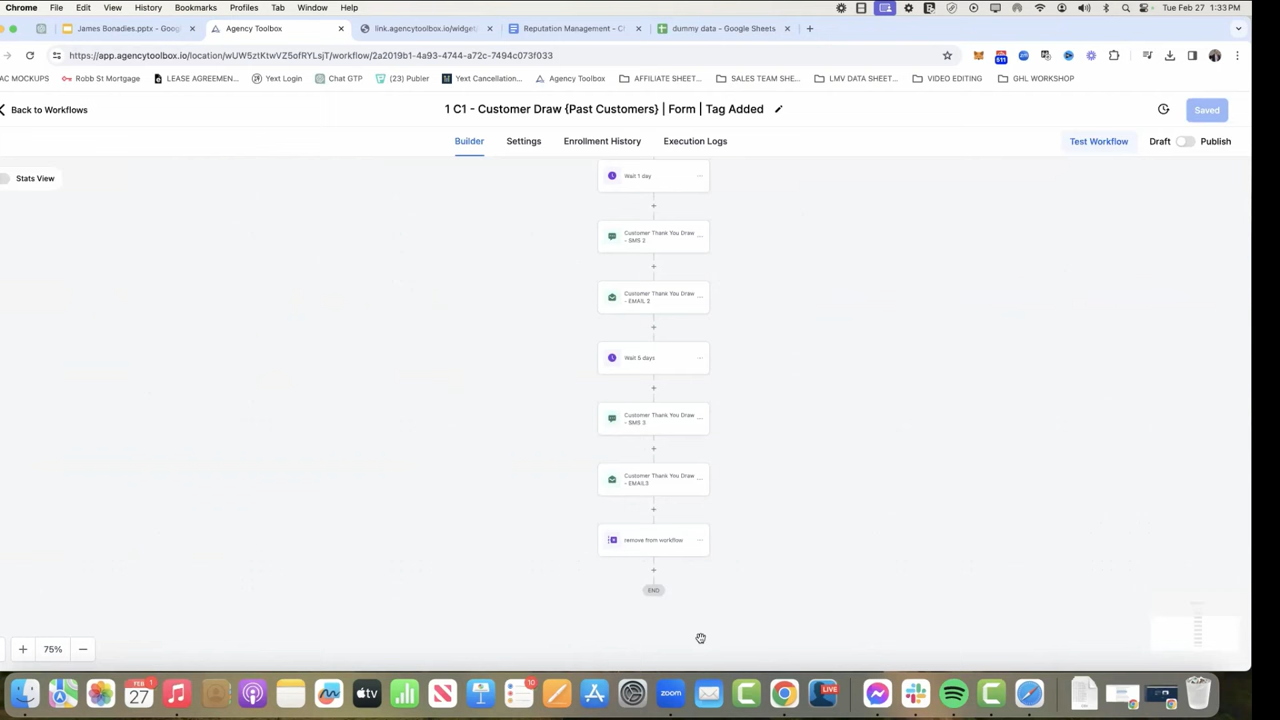 Chrome File Edit View History Bookmarks Profiles Tab Window Help Tue Feb 27 1:33 PM
James Bonadies.pptx - Goog Agency Toolbox link.agencytoolbox.io/widget Reputation Management - C dummy data - Google Sheets
https://app.agencytoolbox.io/location/wUW5ztKtwVZ5ofRYLsjT/workflow/2a2019b1-4a93-4744-a72c-7494c073f033
511
AC MOCKUPS Robb St Mortgage LEASE AGREEMEN... Yext Login Chat GTP (23) Publer Yext Cancellation... Agency Toolbox AFFILIATE SHEET... SALES TEAM SHE... LMV DATA SHEET... VIDEO EDITING GHL WORKSHOP
Back to Workflows 1 C1 - Customer Draw {Past Customers} | Form | Tag Added Saved
Builder Settings Enrollment History Execution Logs Test Workflow Draft Publish
Stats View
Wait 1 day
Customer Thank You Draw
- SMS 2
Customer Thank You Draw
- EMAIL 2
Wait 5 days
Customer Thank You Draw
- SMS 3
Customer Thank You Draw
- EMAIL3
remove from workflow
END
75%
FEB
27
tv
zoom
LIVE
10
1